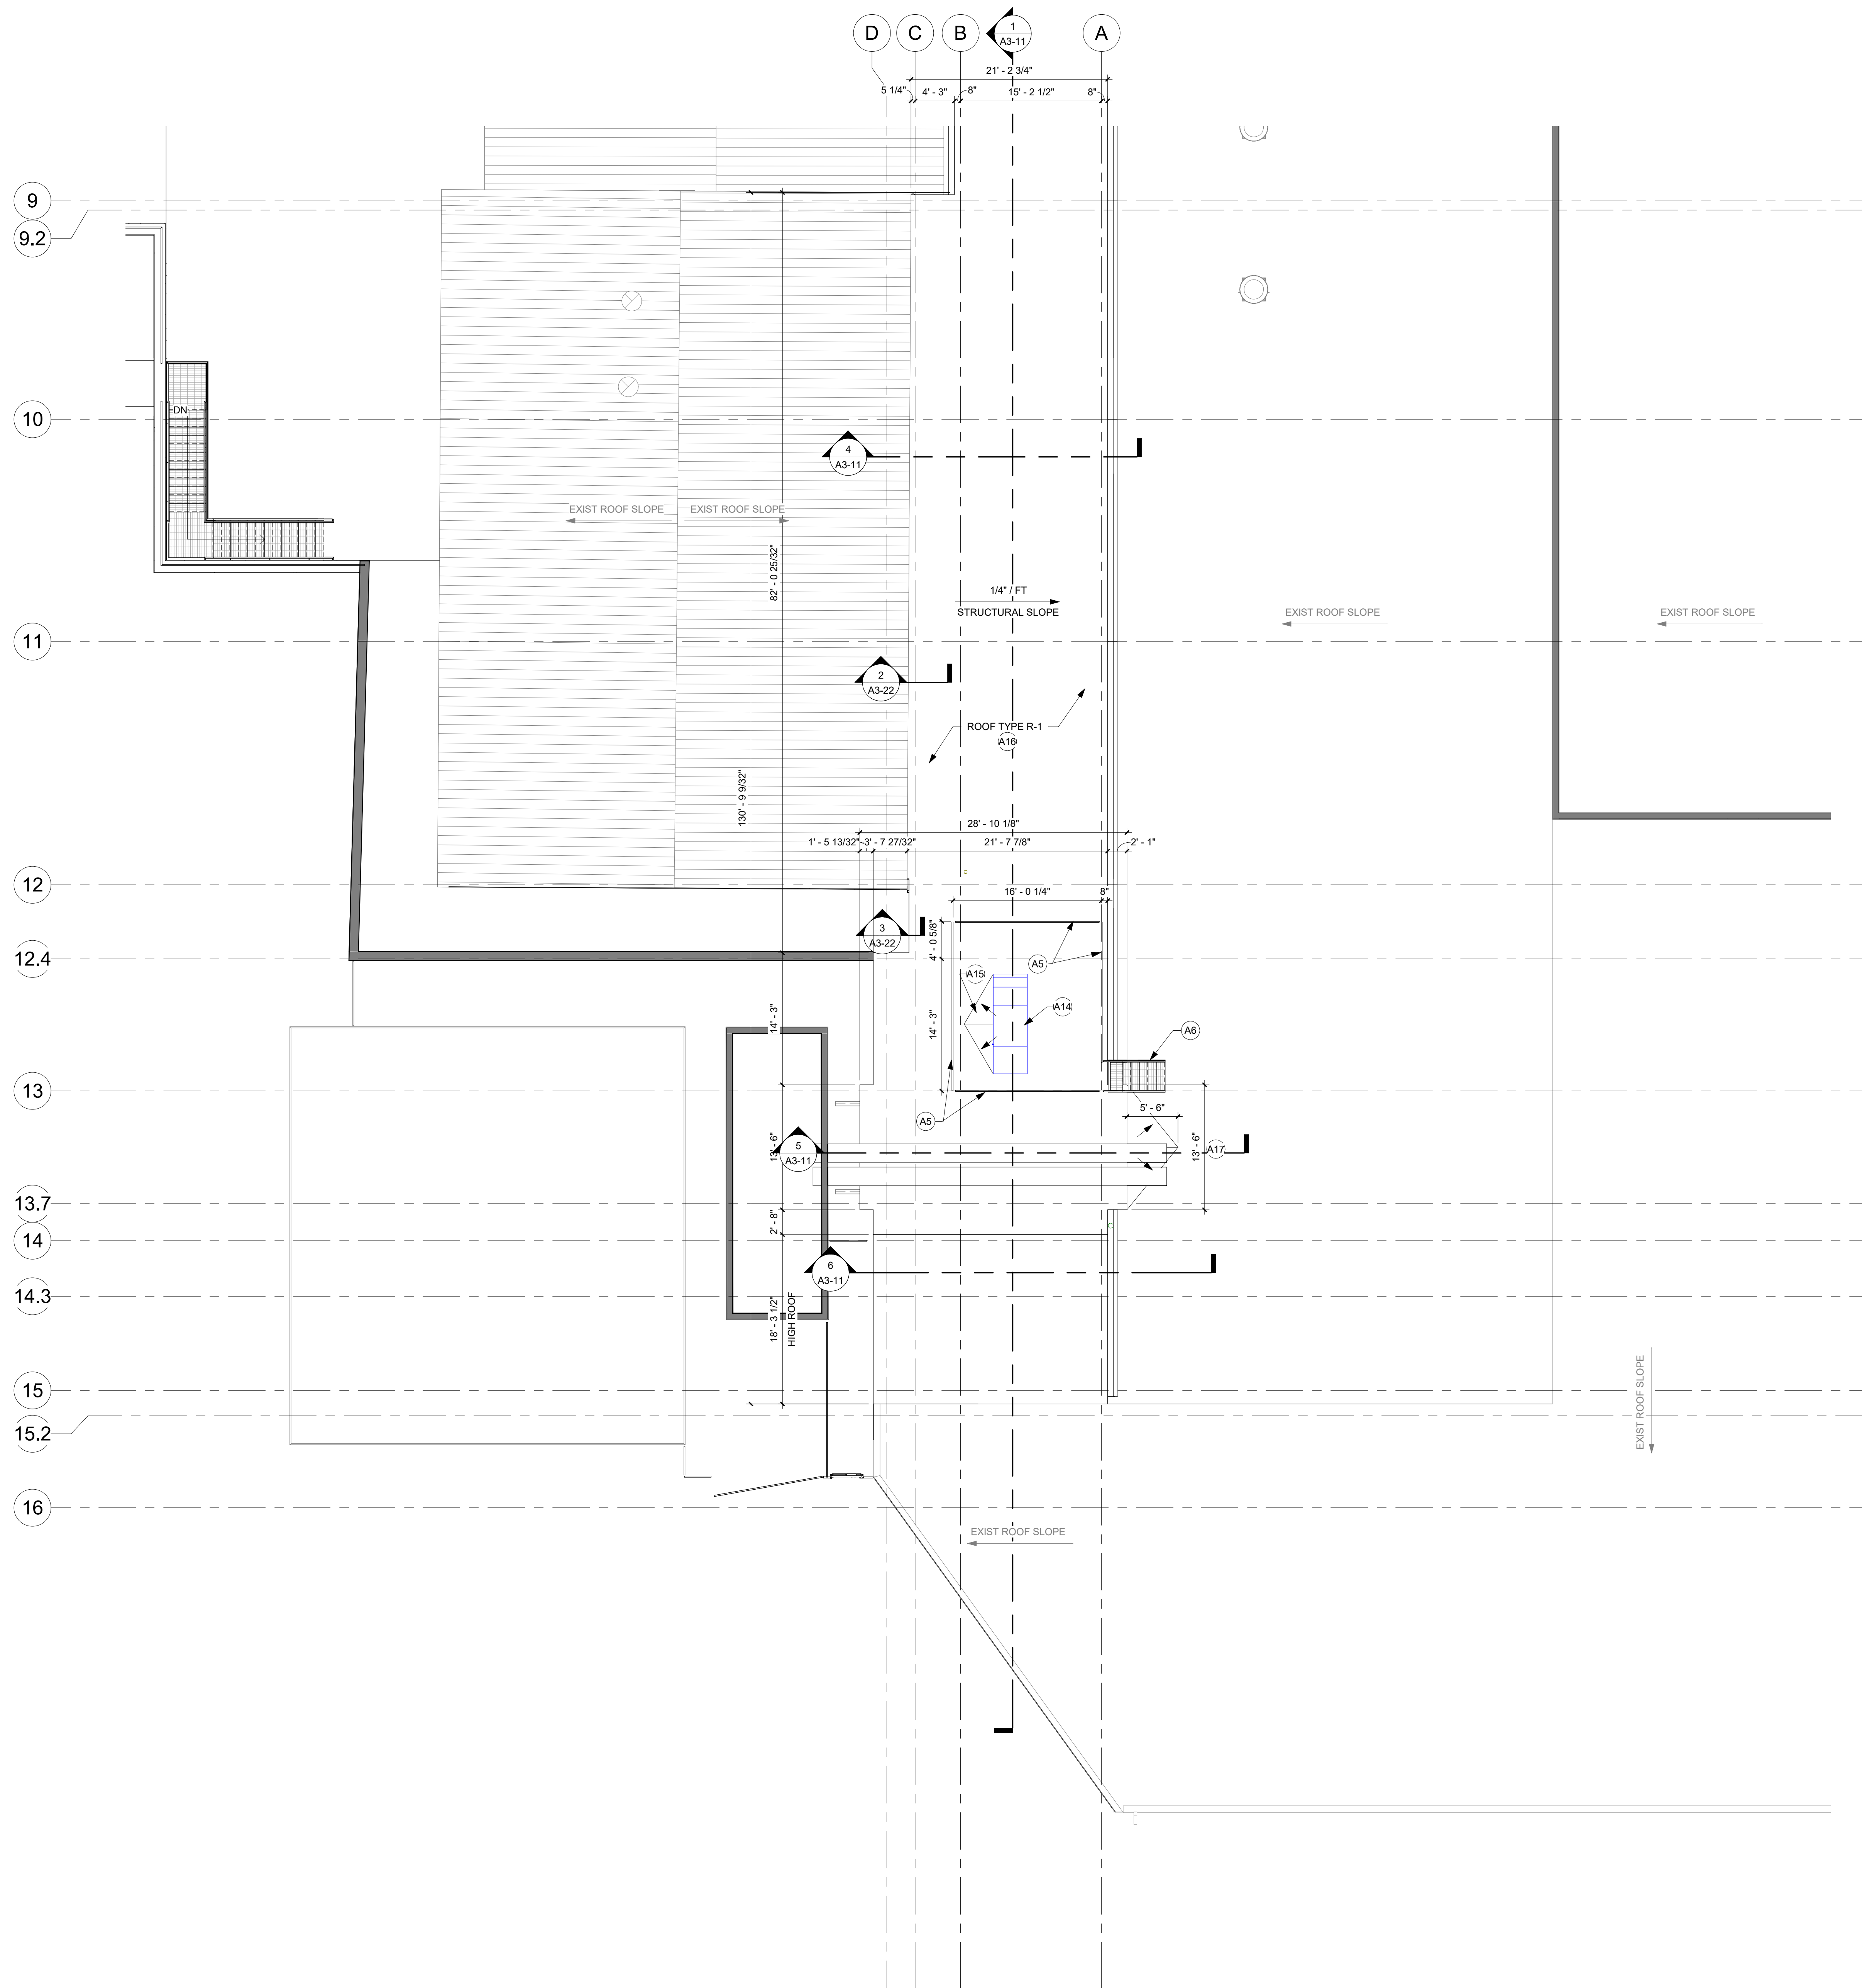 D
C
B
1
A3-11
A
21' - 2 3/4"
5 1/4"
4' - 3"
8"
15' - 2 1/2"
8"
9
9.2
DN
10
4
A3-11
EXIST ROOF SLOPE
EXIST ROOF SLOPE
82' - 0 25/32"
1/4" / FT
STRUCTURAL SLOPE
EXIST ROOF SLOPE
EXIST ROOF SLOPE
11
2
A3-22
ROOF TYPE R-1
A16
130' - 9 9/32"
28' - 10 1/8"
1' - 5 13/32"
3' - 7 27/32"
21' - 7 7/8"
2' - 1"
12
16' - 0 1/4"
8"
3
A3-22
4' - 0 5/8"
12.4
A5
A15
A14
14' - 3"
14' - 3"
A6
13
5' - 6"
A5
5
A3-11
13' - 6"
13' - 6"
A17
13.7
2' - 8"
14
6
A3-11
14.3
18' - 3 1/2"
HIGH ROOF
15
EXIST ROOF SLOPE
15.2
16
EXIST ROOF SLOPE